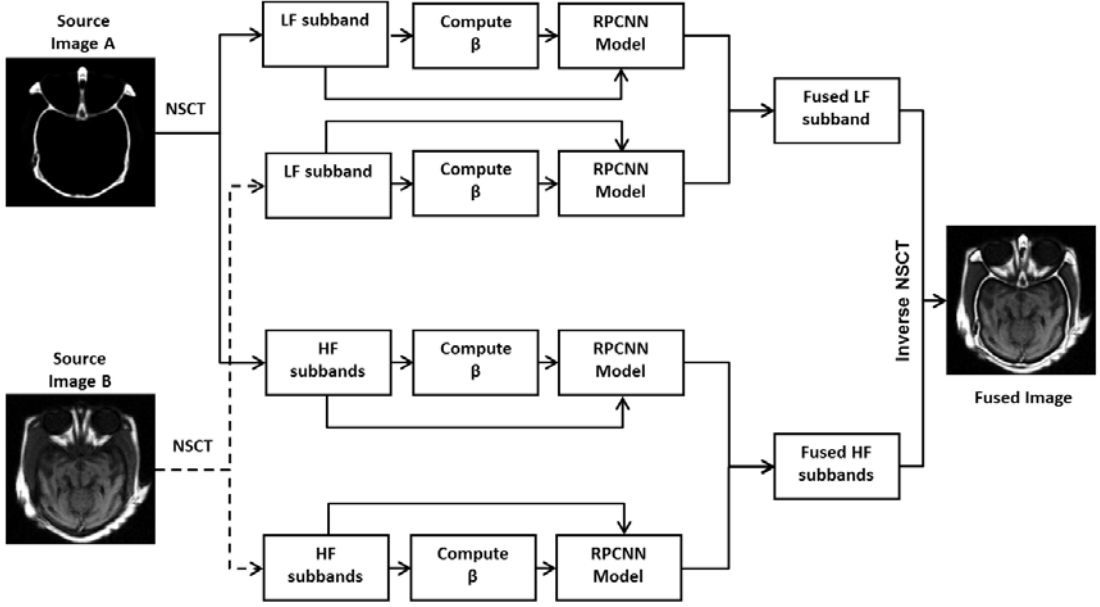 Source
Image A
NSCT
LF subband
Compute
β
RPCNN
Model
LF subband
Compute
β
RPCNN
Model
Fused LF
subband
Source
Image B
NSCT
HF
subbands
Compute
β
RPCNN
Model
HF
subbands
Compute
β
RPCNN
Model
Fused HF
subbands
Inverse NSCT
Fused Image